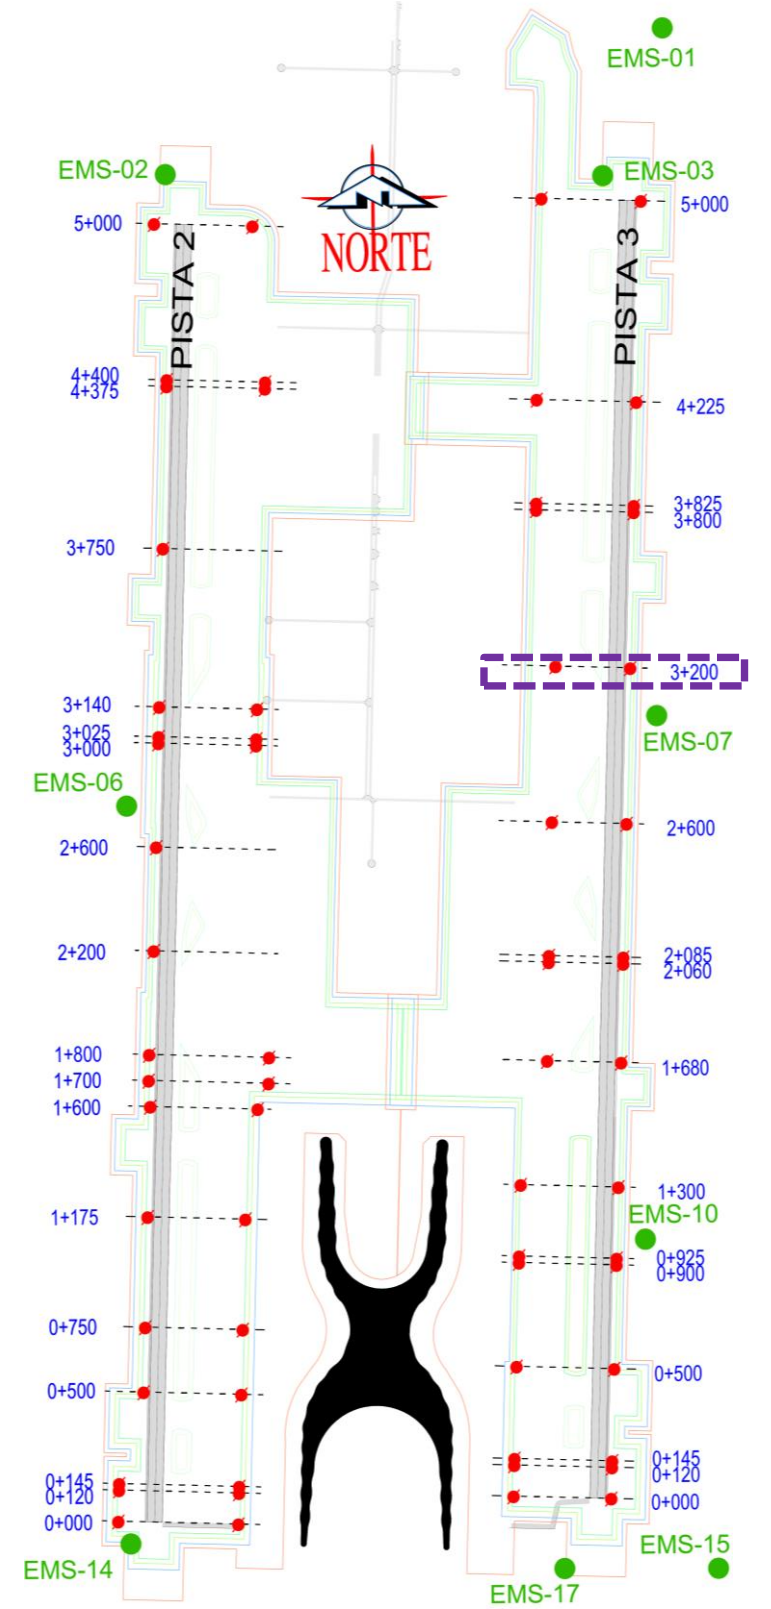 EMS-01
EMS-02
EMS-03
5+000
5+000
NORTE
PISTA 2
PISTA 3
4+400
4+375
4+225
3+825
3+800
3+750
3+200
3+140
EMS-07
3+025
3+000
EMS-06
2+600
2+600
2+200
2+085
2+060
1+800
1+680
1+700
1+600
1+300
1+175
EMS-10
0+925
0+900
0+750
0+500
0+500
0+145
0+120
0+145
0+120
0+000
0+000
EMS-14
EMS-15
EMS-17